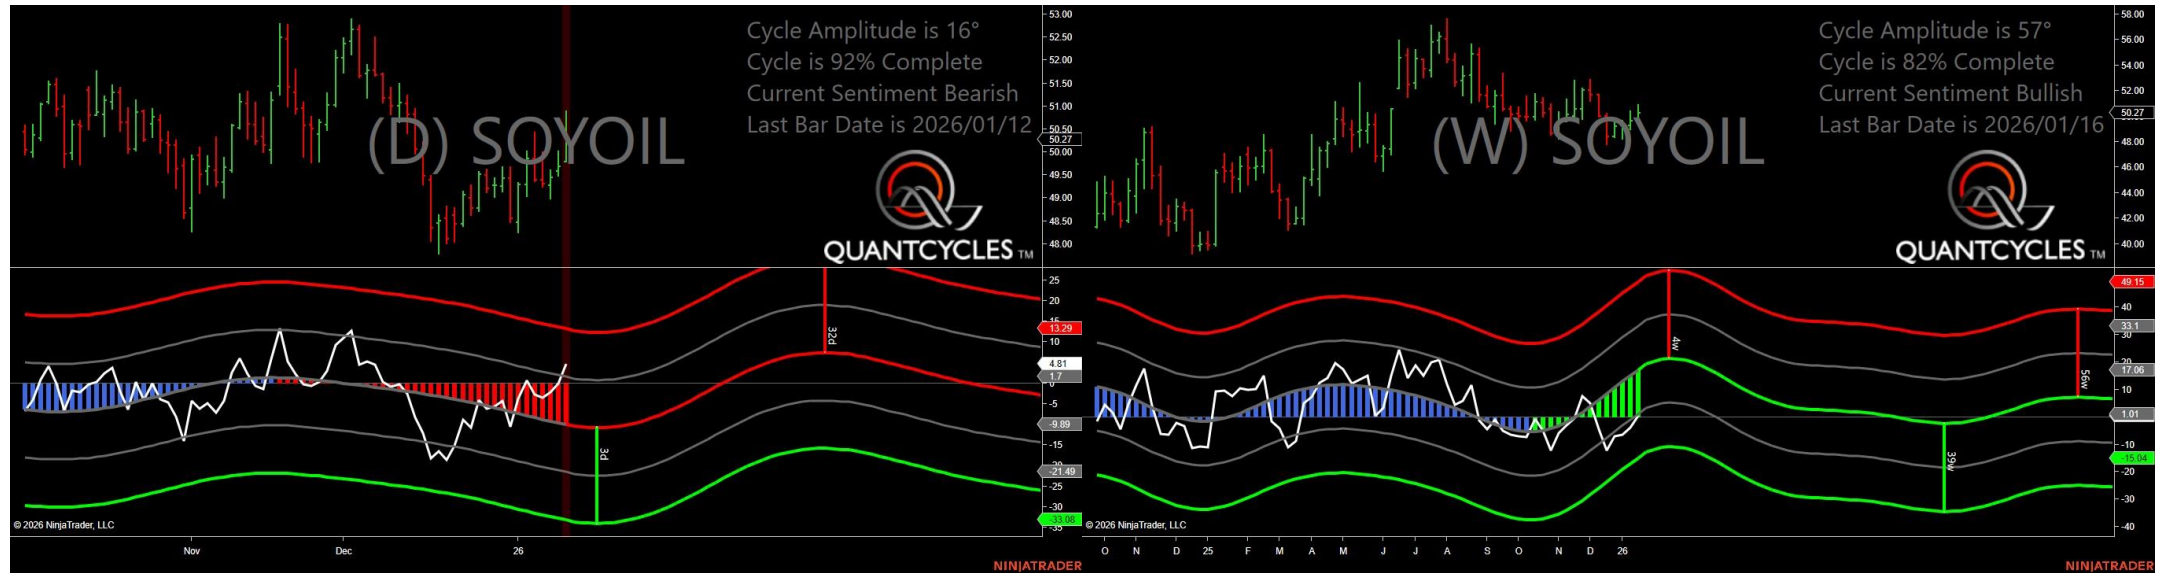 Cycle Amplitude is 16°
Cycle is 92% Complete
Current Sentiment Bearish
Last Bar Date is 2026/01/12
(D) SOYOIL
QUANTCYCLES TM
53.00
52.50
52.00
51.50
51.00
50.50
50.27
50.00
49.50
49.00
48.50
48.00
25
20
15
13.29
10
4.81
1.7
0
-5
-9.89
-15
-21.49
-25
-30
-33.08
-35
32d
3d
© 2026 NinjaTrader, LLC
Nov
Dec
26
NINJATRADER
Cycle Amplitude is 57°
Cycle is 82% Complete
Current Sentiment Bullish
Last Bar Date is 2026/01/16
(W) SOYOIL
QUANTCYCLES TM
58.00
56.00
54.00
52.00
50.27
50.00
48.00
46.00
44.00
42.00
40.00
49.15
40
33.1
30
20
17.06
10
1.01
-10
-15.04
-20
-30
-40
4w
56w
39w
© 2026 NinjaTrader, LLC
O N D 25 F M A M J J A S O N D 26
NINJATRADER